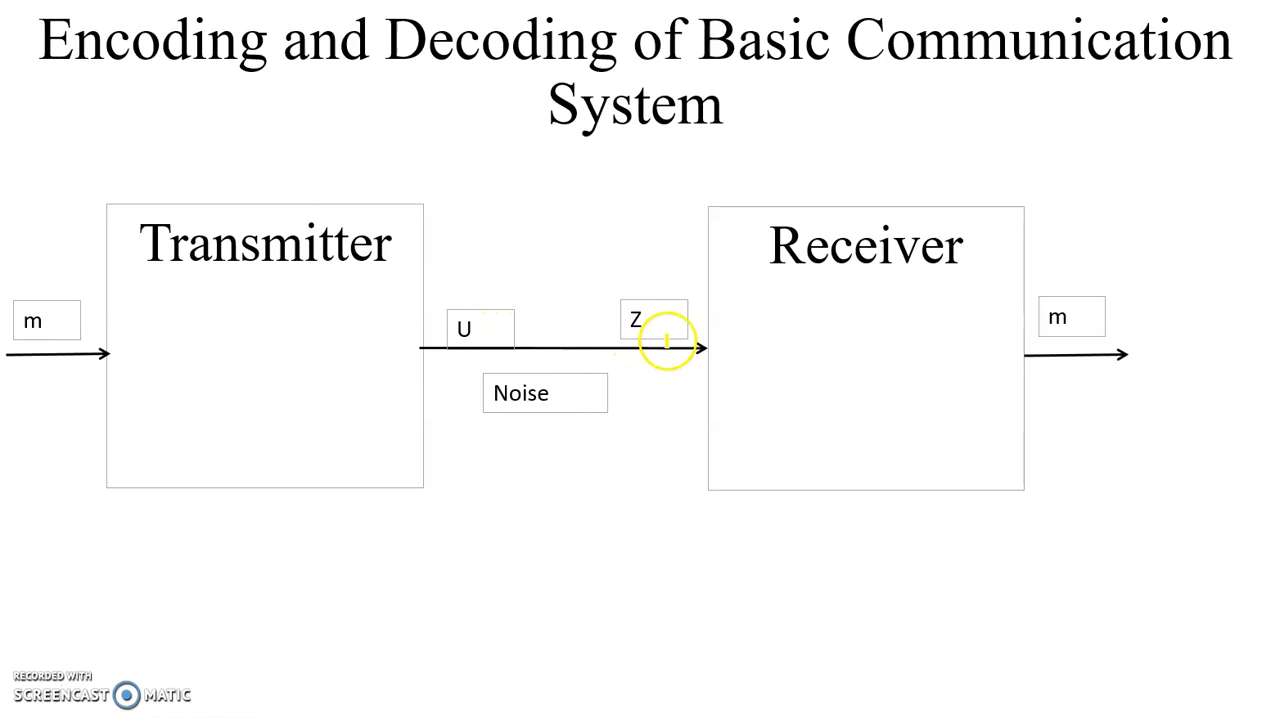 Encoding and Decoding of Basic Communication
System
Transmitter
Receiver
m
U
Z
m
Noise
RECORDED WITH
SCREENCAST MATIC